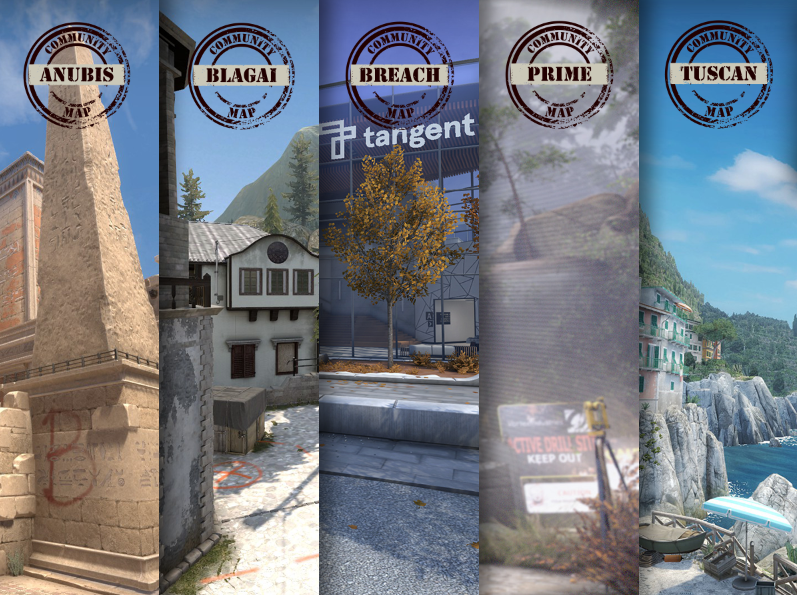 COMMUNITY
ANUBIS
MAP
COMMUNITY
BLAGAI
MAP
COMMUNITY
BREACH
MAP
COMMUNITY
PRIME
MAP
COMMUNITY
TUSCAN
MAP
tangent
B
ACTIVE DRILL SITE
KEEP OUT